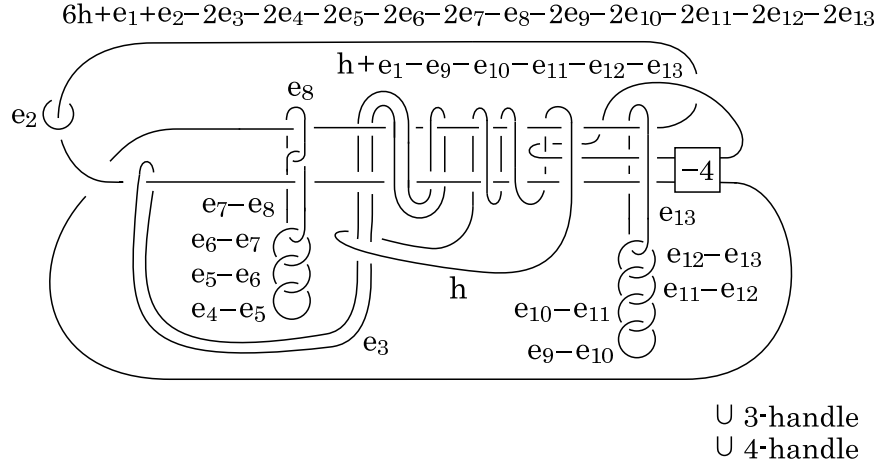 6h+e₁+e₂−2e₃−2e₄−2e₅−2e₆−2e₇−e₈−2e₉−2e₁₀−2e₁₁−2e₁₂−2e₁₃
h+e₁−e₉−e₁₀−e₁₁−e₁₂−e₁₃
e₈
e₂
−4
e₇−e₈
e₁₃
e₆−e₇
e₁₂−e₁₃
e₅−e₆
h
e₁₁−e₁₂
e₄−e₅
e₁₀−e₁₁
e₃
e₉−e₁₀
∪ 3-handle
∪ 4-handle